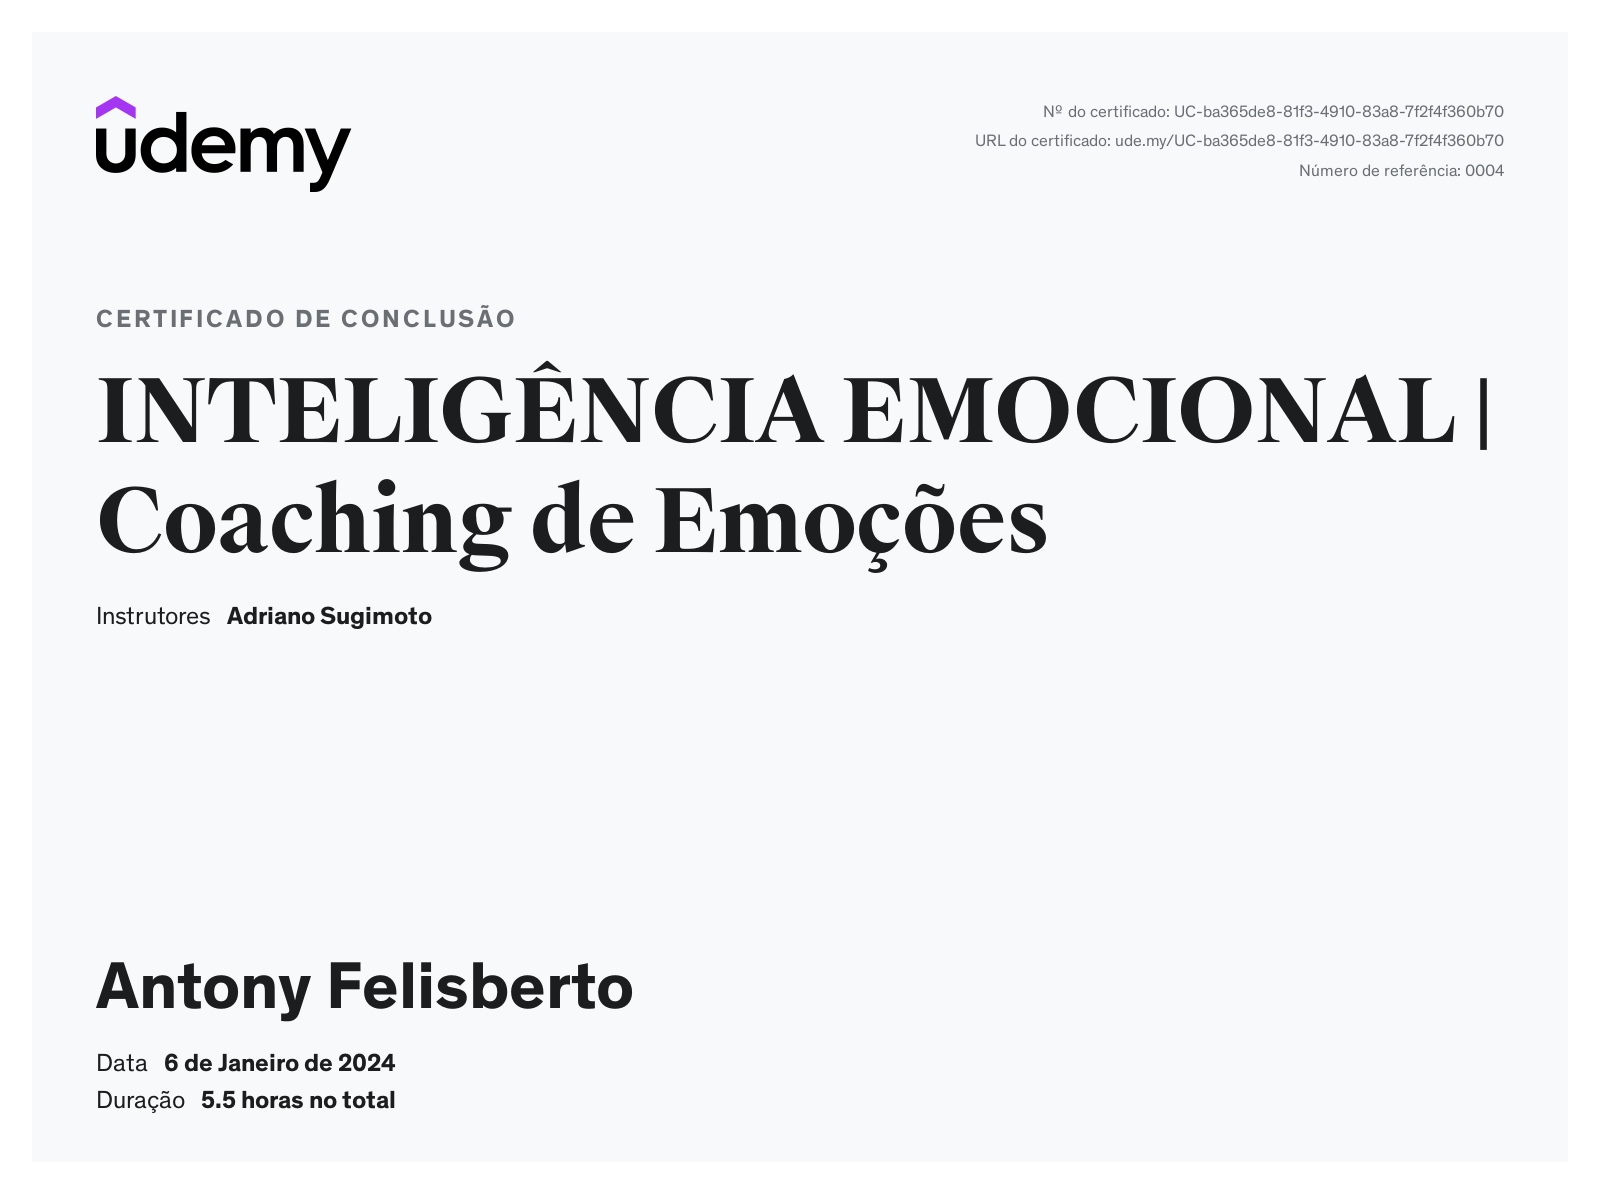 udemy
Nº do certificado: UC-ba365de8-81f3-4910-83a8-7f2f4f360b70
URL do certificado: ude.my/UC-ba365de8-81f3-4910-83a8-7f2f4f360b70
Número de referência: 0004
CERTIFICADO DE CONCLUSÃO
INTELIGÊNCIA EMOCIONAL |
Coaching de Emoções
Instrutores Adriano Sugimoto
Antony Felisberto
Data 6 de Janeiro de 2024
Duração 5.5 horas no total